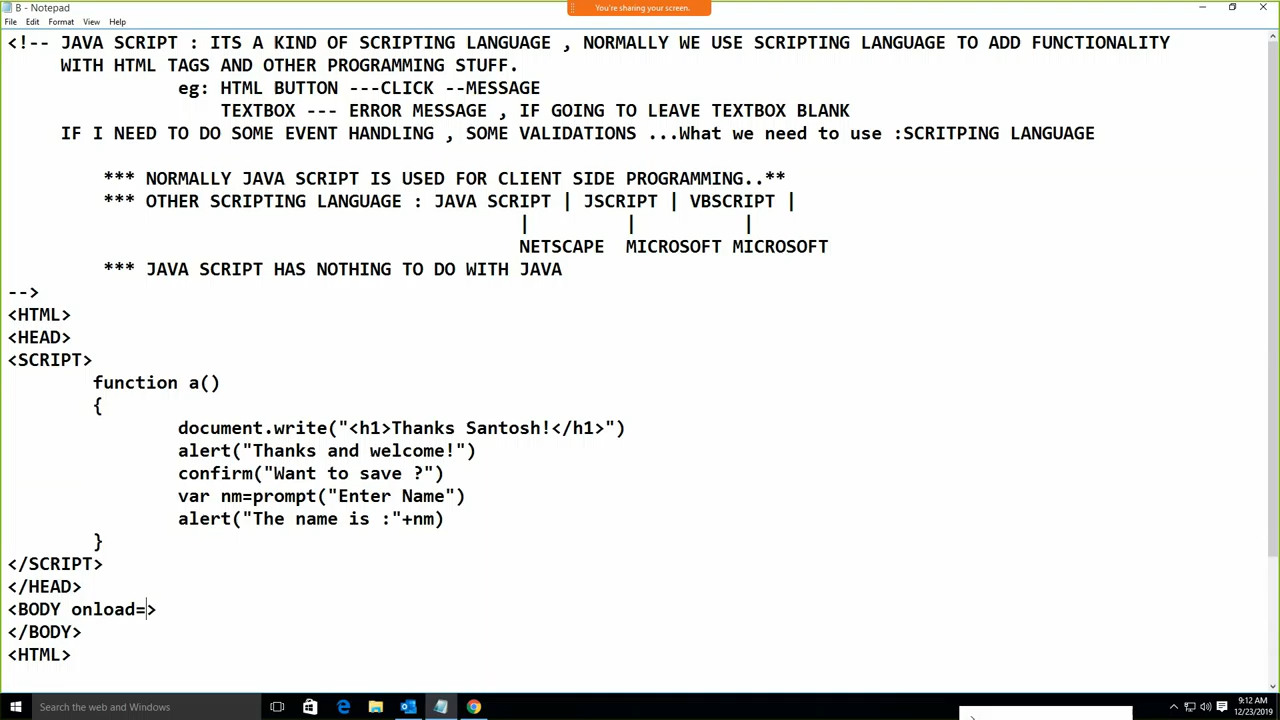 B - Notepad
You're sharing your screen.
File Edit Format View Help
<!-- JAVA SCRIPT : ITS A KIND OF SCRIPTING LANGUAGE , NORMALLY WE USE SCRIPTING LANGUAGE TO ADD FUNCTIONALITY
WITH HTML TAGS AND OTHER PROGRAMMING STUFF.
eg: HTML BUTTON ---CLICK --MESSAGE
TEXTBOX --- ERROR MESSAGE , IF GOING TO LEAVE TEXTBOX BLANK
IF I NEED TO DO SOME EVENT HANDLING , SOME VALIDATIONS ...What we need to use :SCRITPING LANGUAGE
*** NORMALLY JAVA SCRIPT IS USED FOR CLIENT SIDE PROGRAMMING..**
*** OTHER SCRIPTING LANGUAGE : JAVA SCRIPT | JSCRIPT | VBSCRIPT |
| | |
NETSCAPE MICROSOFT MICROSOFT
*** JAVA SCRIPT HAS NOTHING TO DO WITH JAVA
-->
<HTML>
<HEAD>
<SCRIPT>
function a()
{
document.write("<h1>Thanks Santosh!</h1>")
alert("Thanks and welcome!")
confirm("Want to save ?")
var nm=prompt("Enter Name")
alert("The name is :"+nm)
}
</SCRIPT>
</HEAD>
<BODY onload=>
</BODY>
<HTML>
Search the web and Windows
9:12 AM
12/23/2019